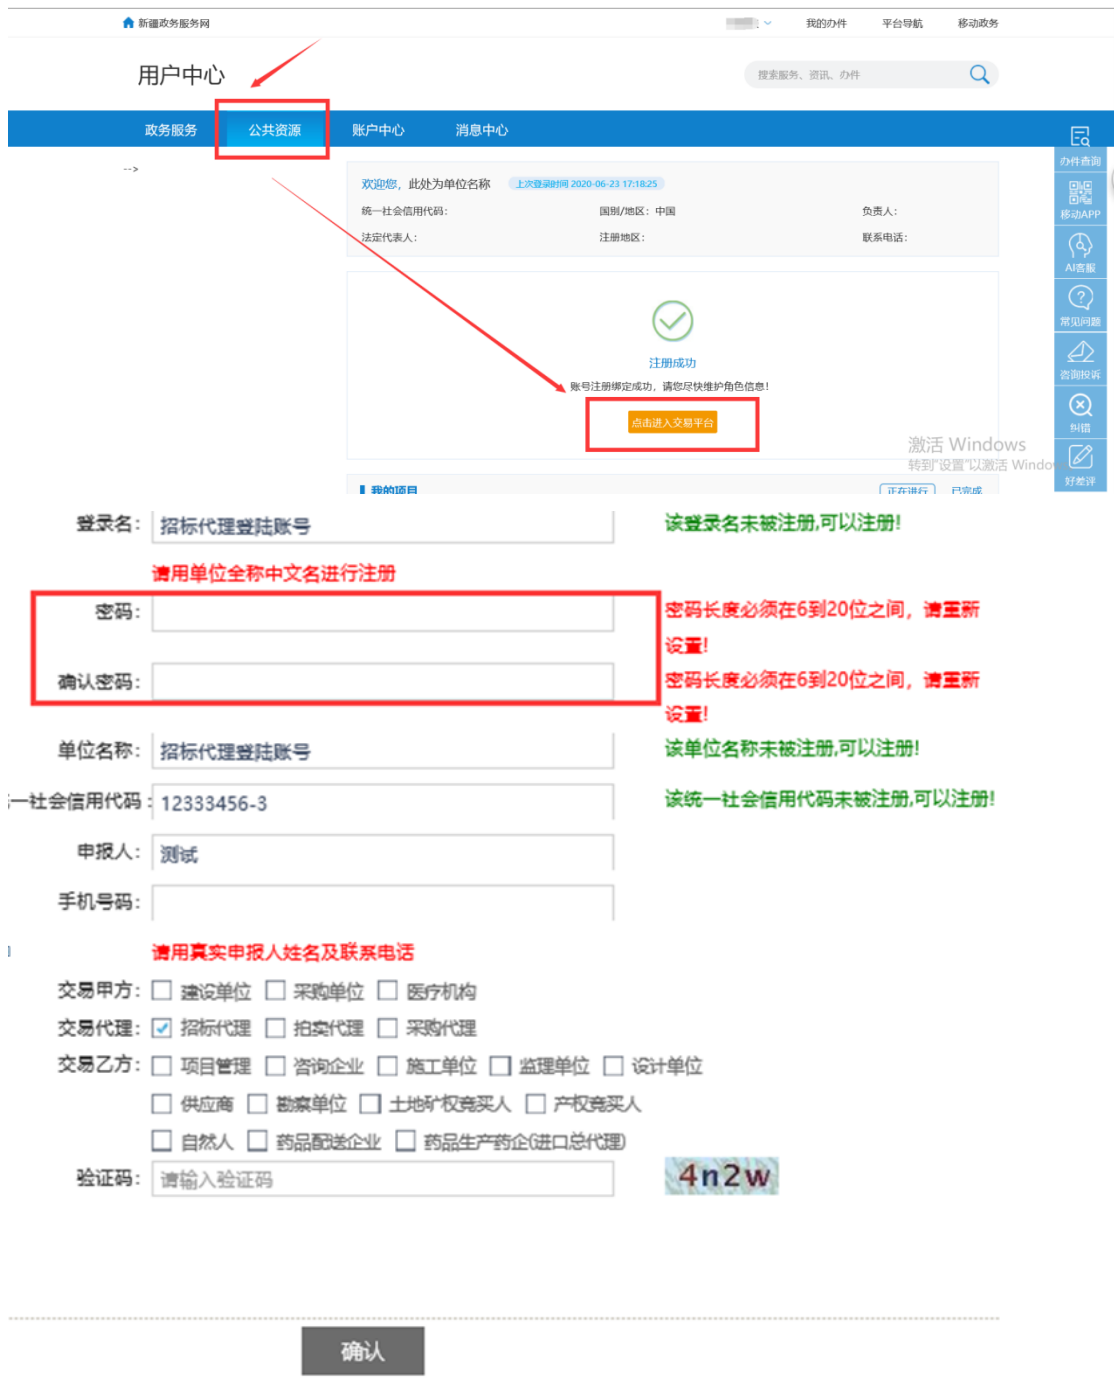 新疆政务服务网
我的办件 平台导航 移动政务
用户中心
搜索服务、资讯、办件
政务服务 公共资源 账户中心 消息中心
-->
欢迎您，此处为单位名称 上次登录时间 2020-06-23 17:18:25
统一社会信用代码： 国别/地区：中国 负责人：
法定代表人： 注册地区： 联系电话：
办件查询
移动APP
AI客服
常见问题
咨询投诉
纠错
好差评
注册成功
账号注册绑定成功，请您尽快维护角色信息！
点击进入交易平台
激活 Windows
转到"设置"以激活 Windo
我的项目 正在进行 已完成
登录名： 招标代理登陆账号 该登录名未被注册,可以注册!
请用单位全称中文名进行注册
密码： 密码长度必须在6到20位之间，请重新
设置!
确认密码： 密码长度必须在6到20位之间，请重新
设置!
单位名称： 招标代理登陆账号 该单位名称未被注册,可以注册!
一社会信用代码： 12333456-3 该统一社会信用代码未被注册,可以注册!
申报人： 测试
手机号码：
请用真实申报人姓名及联系电话
交易甲方： 建设单位 采购单位 医疗机构
交易代理： 招标代理 拍卖代理 采购代理
交易乙方： 项目管理 咨询企业 施工单位 监理单位 设计单位
供应商 勘察单位 土地矿权竞买人 产权竞买人
自然人 药品配送企业 药品生产药企(进口总代理)
验证码： 请输入验证码 4n2w
确认